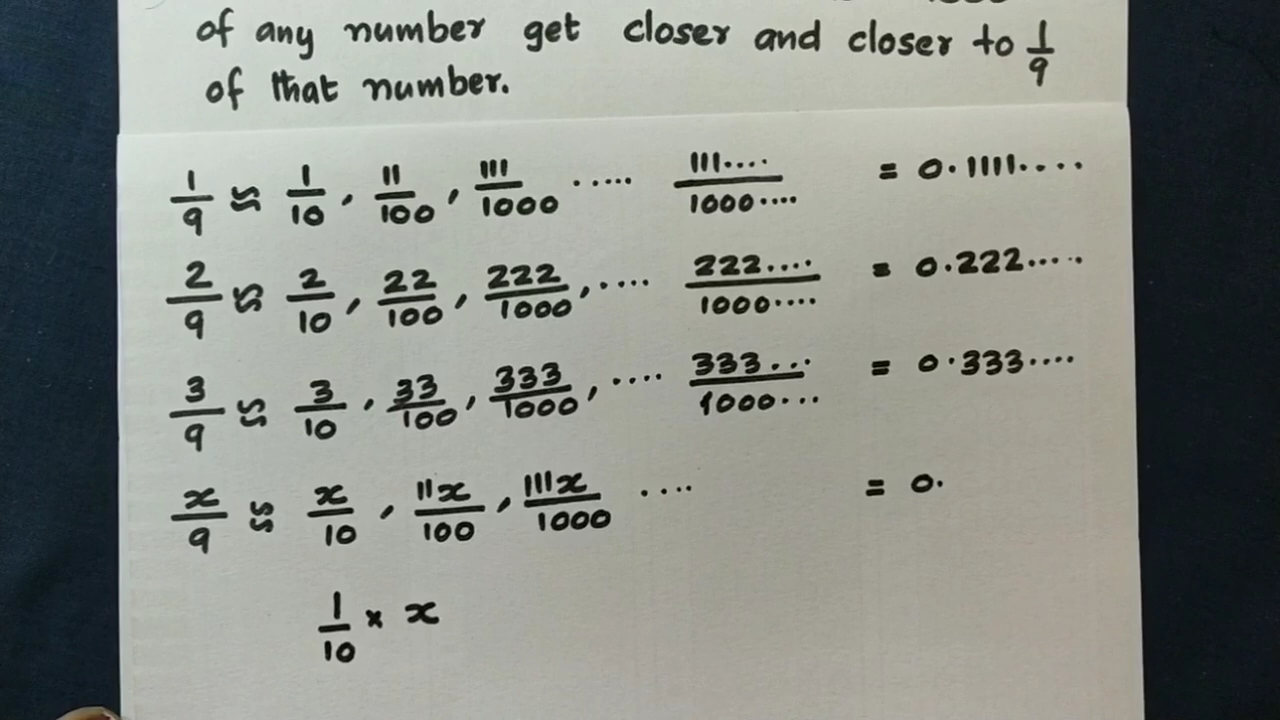 of any number get closer and closer to 1/9
of that number.
1/9 ≈ 1/10, 11/100, 111/1000 ..... 111..../1000.... = 0.1111....
2/9 ≈ 2/10, 22/100, 222/1000, .... 222..../1000.... = 0.222....
3/9 ≈ 3/10, 33/100, 333/1000, .... 333.../1000... = 0.333....
x/9 ≈ x/10, 11x/100, 111x/1000 .... = 0.
1/10 × x